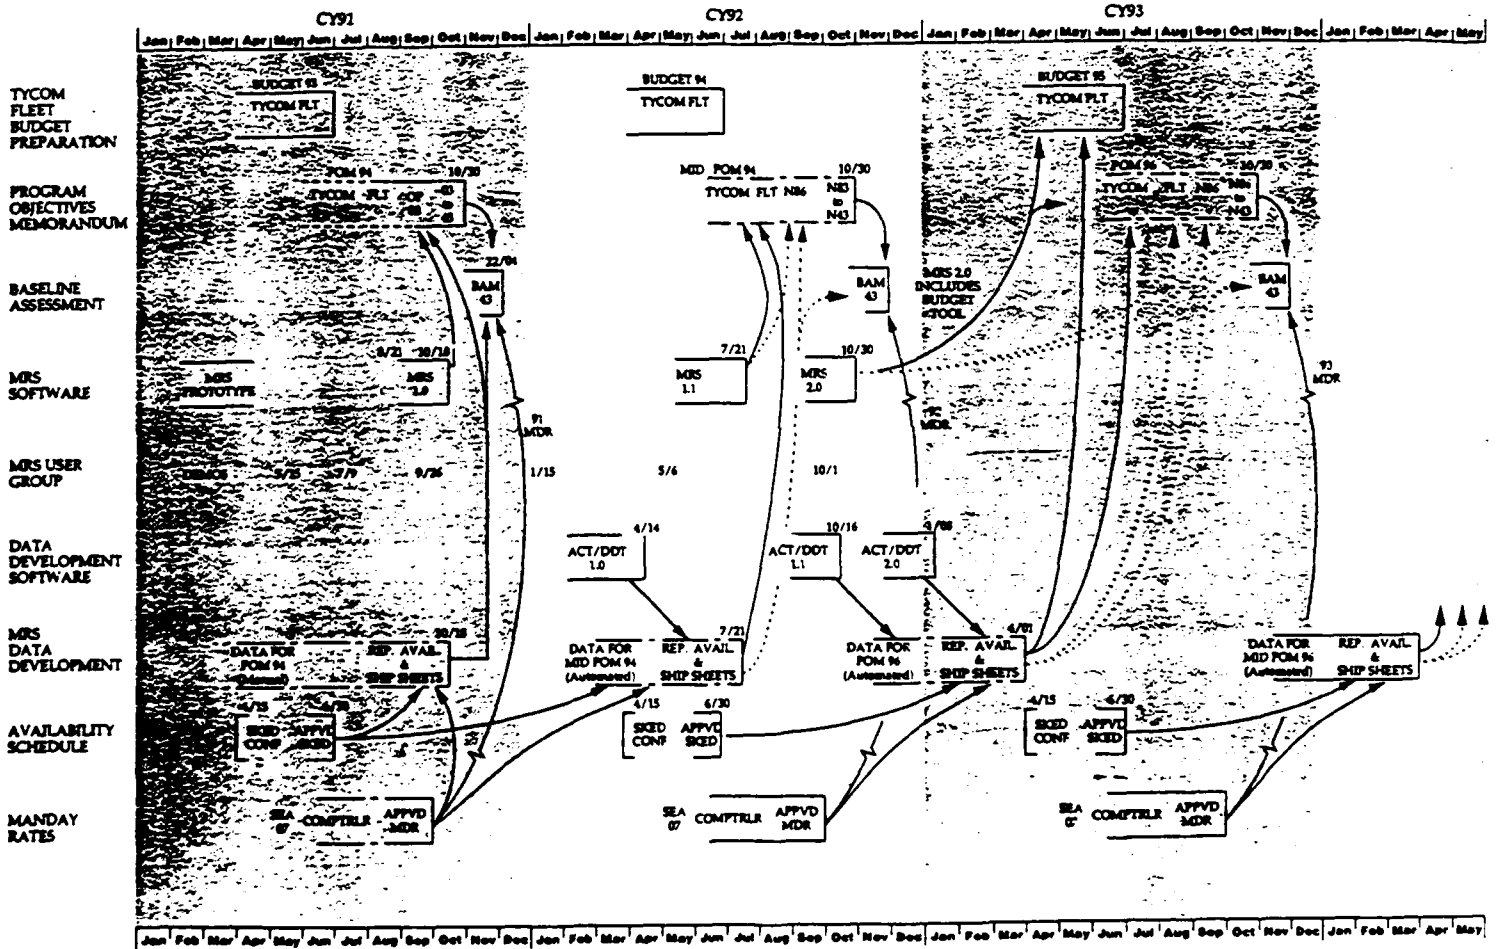 CY91 CY92 CY93
Jan Feb Mar Apr May Jun Jul Aug Sep Oct Nov Dec Jan Feb Mar Apr May Jun Jul Aug Sep Oct Nov Dec Jan Feb Mar Apr May Jun Jul Aug Sep Oct Nov Dec Jan Feb Mar Apr May
TYCOM
FLEET
BUDGET
PREPARATION
BUDGET 93
TYCOM FLT
BUDGET 94
TYCOM FLT
BUDGET 95
TYCOM FLT
PROGRAM
OBJECTIVES
MEMORANDUM
POM 94
TYCOM FLT
to
MID POM 94 10/30
TYCOM FLT N86 N83
to
N43
POM 96 10/30
TYCOM FLT N86
to
N43
BASELINE
ASSESSMENT
BAM
43
BAM
43
MRS 2.0
INCLUDES
BUDGET
TOOL
BAM
43
MRS
SOFTWARE
MRS
PROTOTYPE
8/21
MRS
7/21
MRS
1.1
10/30
MRS
2.0
91
MDR
MDR
93
MDR
MRS USER
GROUP
DEMOS 7/9 9/26 1/15 5/6 10/1
DATA
DEVELOPMENT
SOFTWARE
4/14
ACT/DDT
1.0
10/16
ACT/DDT
1.1
ACT/DDT
2.0
MRS
DATA
DEVELOPMENT
DATA FOR
POM 94
REP. AVAIL.
&
SHIP SHEETS
7/21
DATA FOR
MID POM 94
(Automated)
REP. AVAIL.
&
SHIP SHEETS
4/01
DATA FOR
POM 96
(Automated)
REP. AVAIL.
&
SHIP SHEETS
DATA FOR
MID POM 96
(Automated)
REP. AVAIL.
&
SHIP SHEETS
AVAILABILITY
SCHEDULE
4/15
SKED
CONF
APPVD
SKED
4/15 6/30
SKED
CONF
APPVD
SKED
4/15 6/30
SKED
CONF
APPVD
SKED
MANDAY
RATES
SEA
07
COMPTRLR
APPVD
MDR
SEA
07
COMPTRLR
APPVD
MDR
SEA
COMPTRLR
APPVD
MDR
Jan Feb Mar Apr May Jun Jul Aug Sep Oct Nov Dec Jan Feb Mar Apr May Jun Jul Aug Sep Oct Nov Dec Jan Feb Mar Apr May Jun Jul Aug Sep Oct Nov Dec Jan Feb Mar Apr May